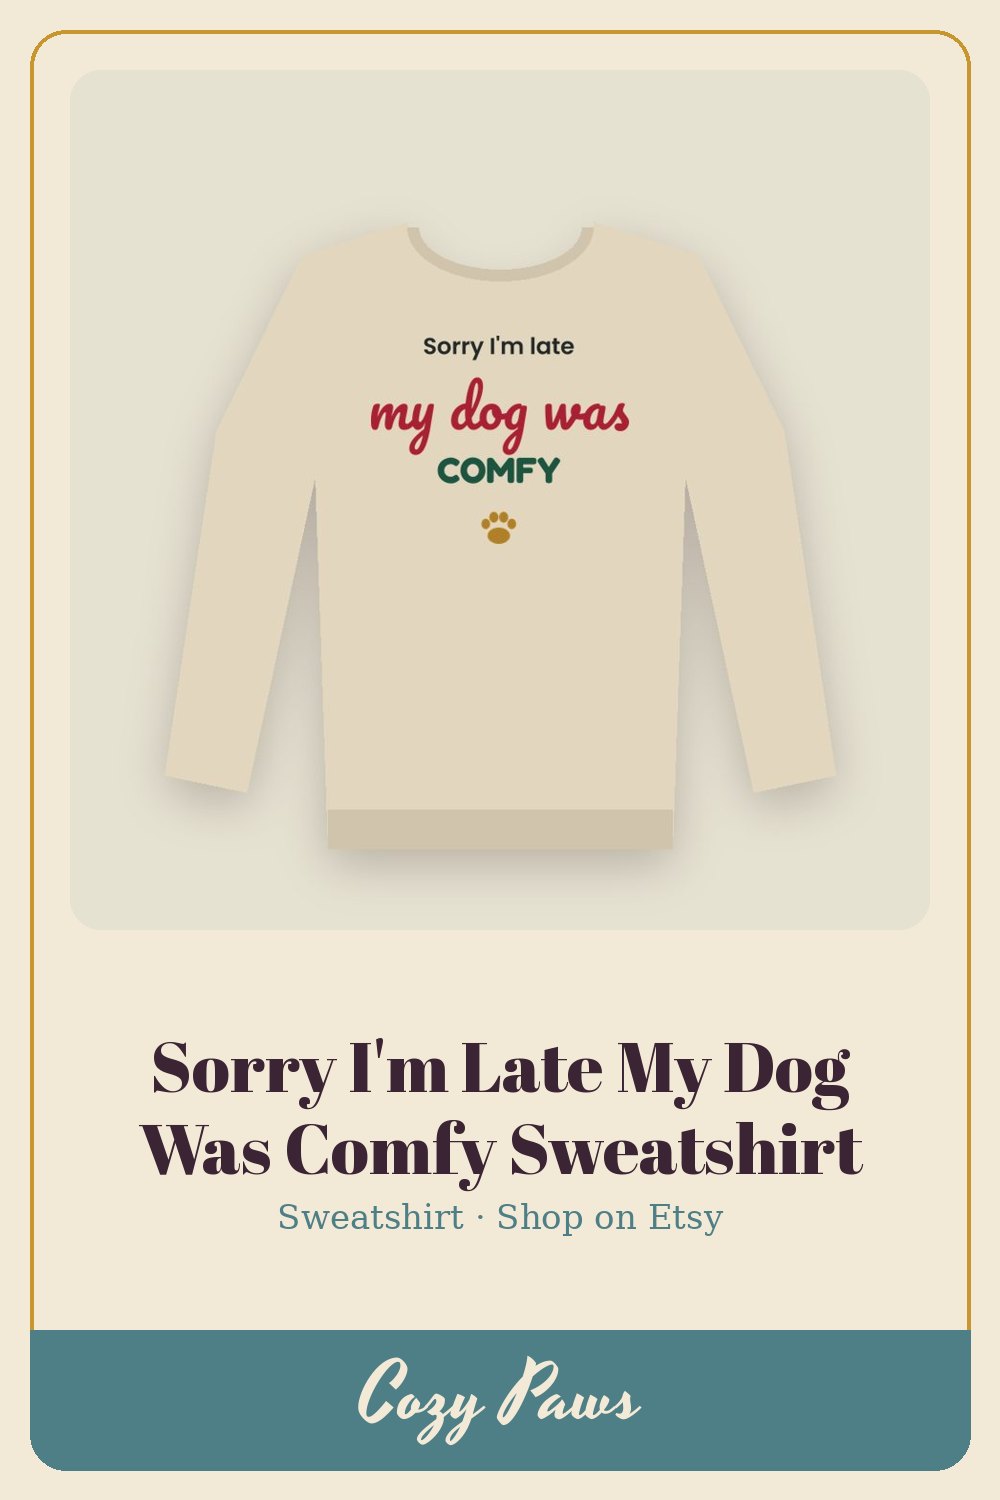 Sorry I'm late
my dog was
COMFY
Sorry I'm Late My Dog
Was Comfy Sweatshirt
Sweatshirt · Shop on Etsy
Cozy Paws